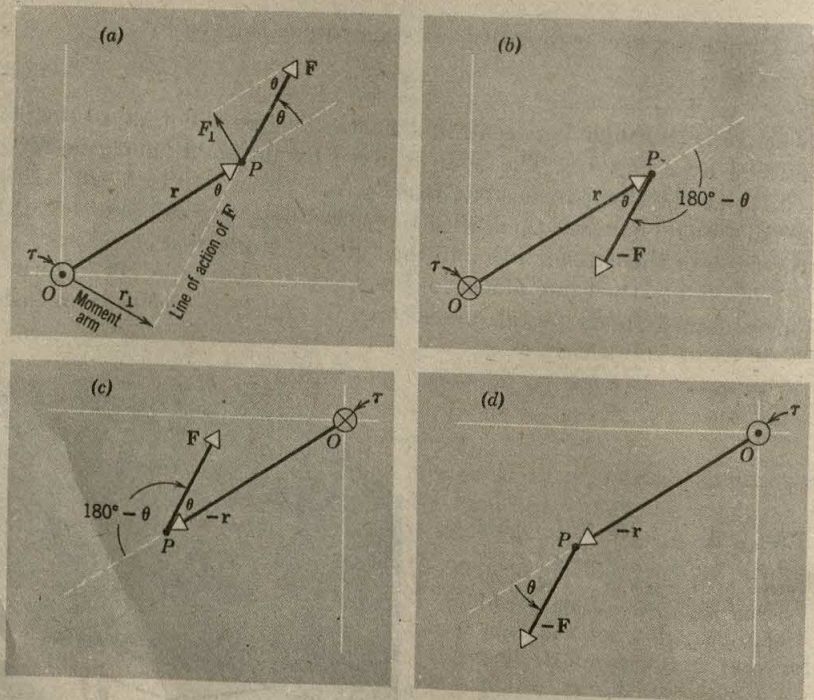 (a)
F
θ
θ
F⊥
P
r
θ
Line of action of F
τ
O
r⊥
Moment
arm
(b)
P
r
θ
180° − θ
−F
τ
O
(c)
τ
F
O
180° − θ
θ
−r
P
(d)
τ
O
P
−r
θ
−F